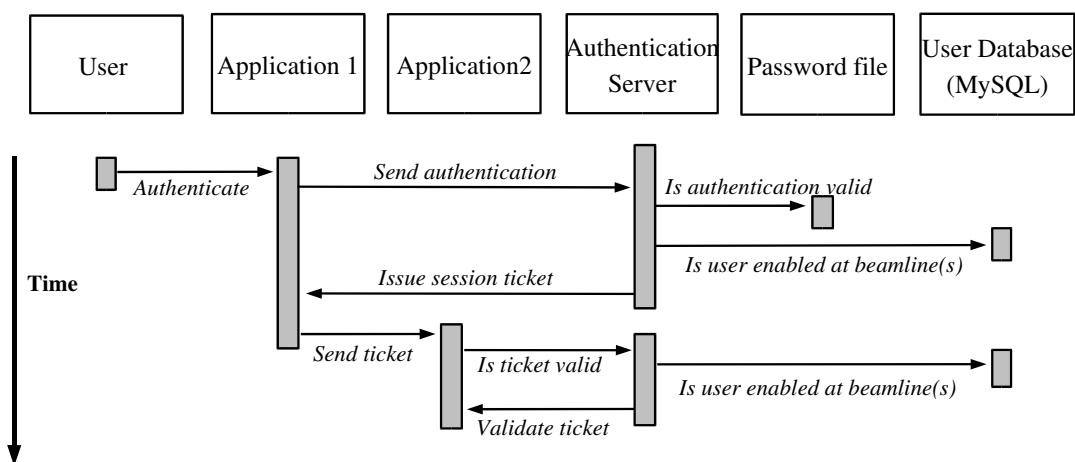 User
Application 1
Application2
Authentication
Server
Password file
User Database
(MySQL)
Authenticate
Send authentication
Is authentication valid
Is user enabled at beamline(s)
Time
Issue session ticket
Send ticket
Is ticket valid
Is user enabled at beamline(s)
Validate ticket